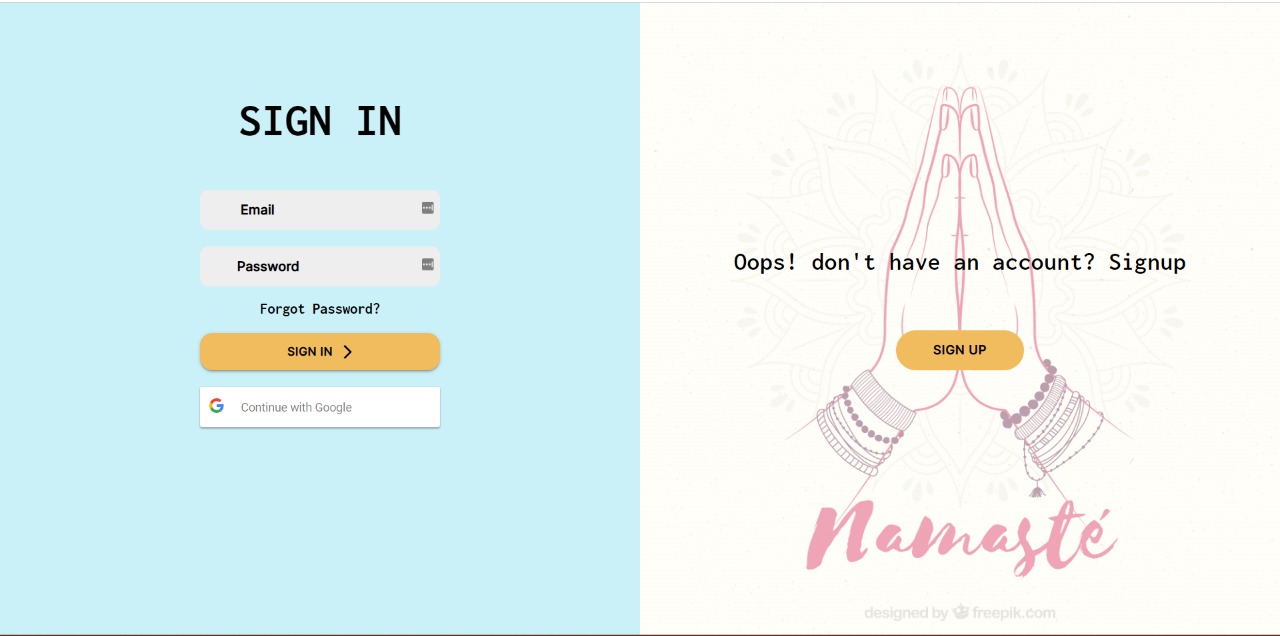 SIGN IN
Email
Password
Forgot Password?
SIGN IN
Continue with Google
Oops! don't have an account? Signup
SIGN UP
Namasté
designed by freepik.com